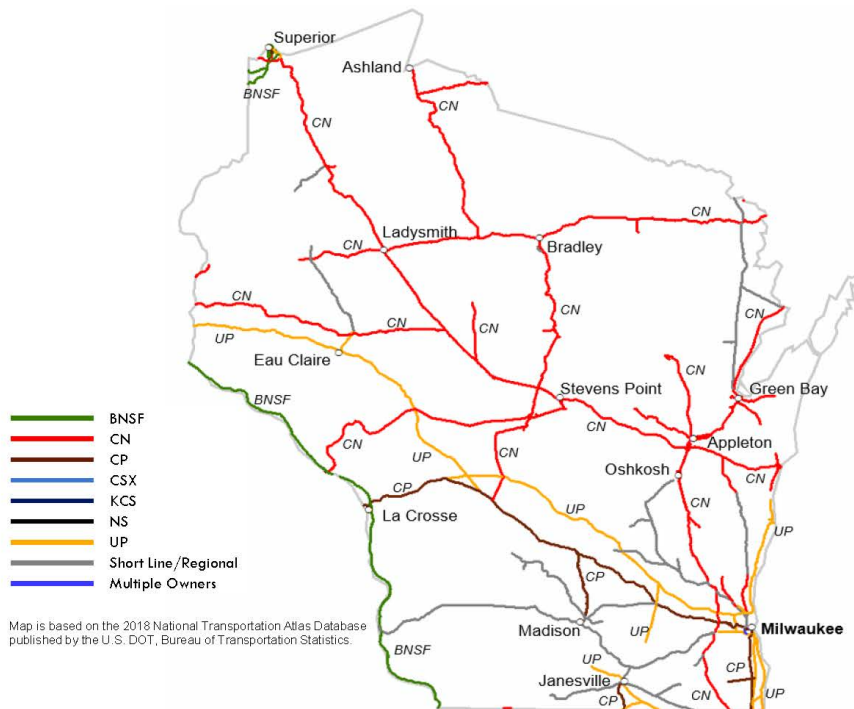 Superior
Ashland
BNSF
CN
CN
CN
Ladysmith
CN
Bradley
CN
CN
CN
CN
CN
UP
Eau Claire
BNSF
Stevens Point
CN
Green Bay
CN
CN
Appleton
UP
CN
Oshkosh
CN
CN
CP
La Crosse
UP
UP
CP
Madison
UP
Milwaukee
BNSF
UP
CP
Janesville
CP
CN
UP
BNSF
CN
CP
CSX
KCS
NS
UP
Short Line/Regional
Multiple Owners
Map is based on the 2018 National Transportation Atlas Database
published by the U.S. DOT, Bureau of Transportation Statistics.